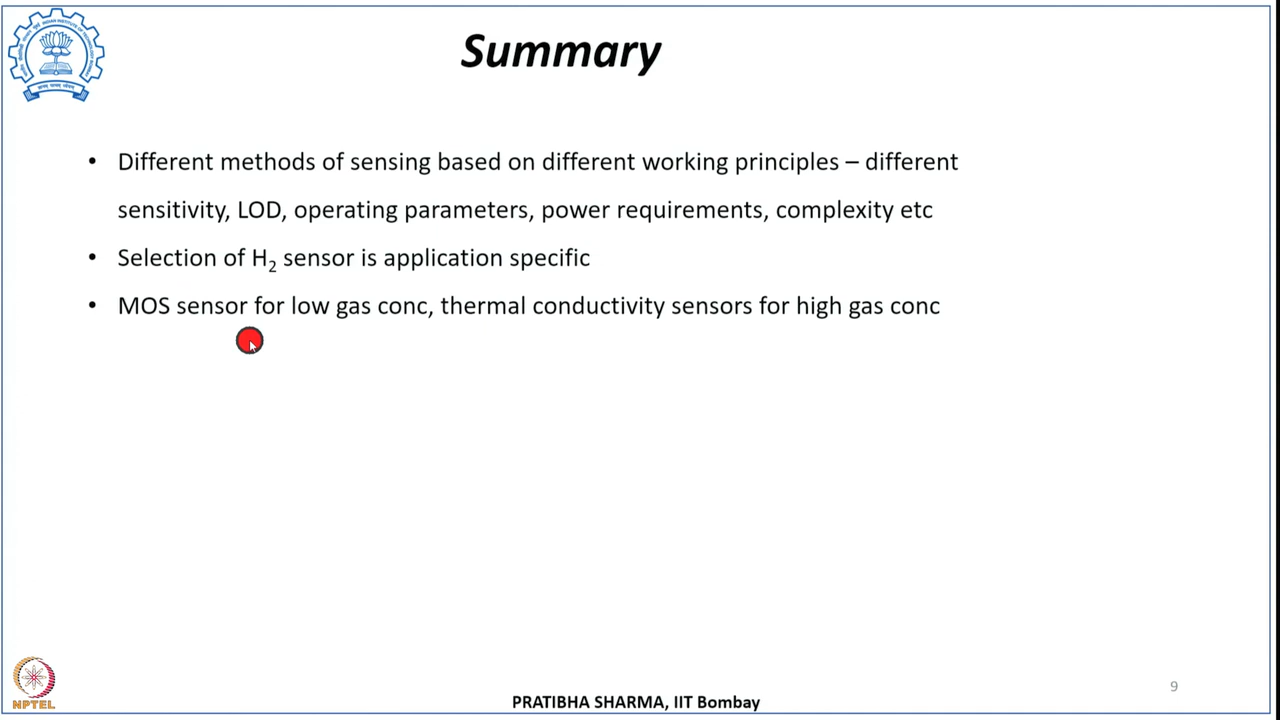 Summary
• Different methods of sensing based on different working principles – different
sensitivity, LOD, operating parameters, power requirements, complexity etc
• Selection of H₂ sensor is application specific
• MOS sensor for low gas conc, thermal conductivity sensors for high gas conc
9
NPTEL
PRATIBHA SHARMA, IIT Bombay